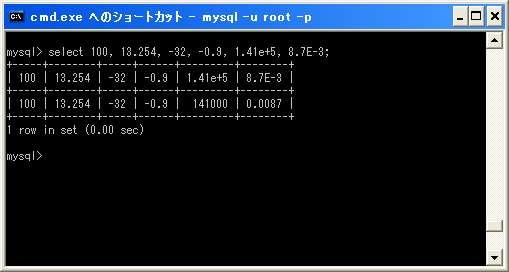 cmd.exe へのショートカット - mysql -u root -p
mysql> select 100, 13.254, -32, -0.9, 1.41e+5, 8.7E-3;
+-----+--------+-----+------+---------+--------+
| 100 | 13.254 | -32 | -0.9 | 1.41e+5 | 8.7E-3 |
+-----+--------+-----+------+---------+--------+
| 100 | 13.254 | -32 | -0.9 |  141000 | 0.0087 |
+-----+--------+-----+------+---------+--------+
1 row in set (0.00 sec)
mysql>